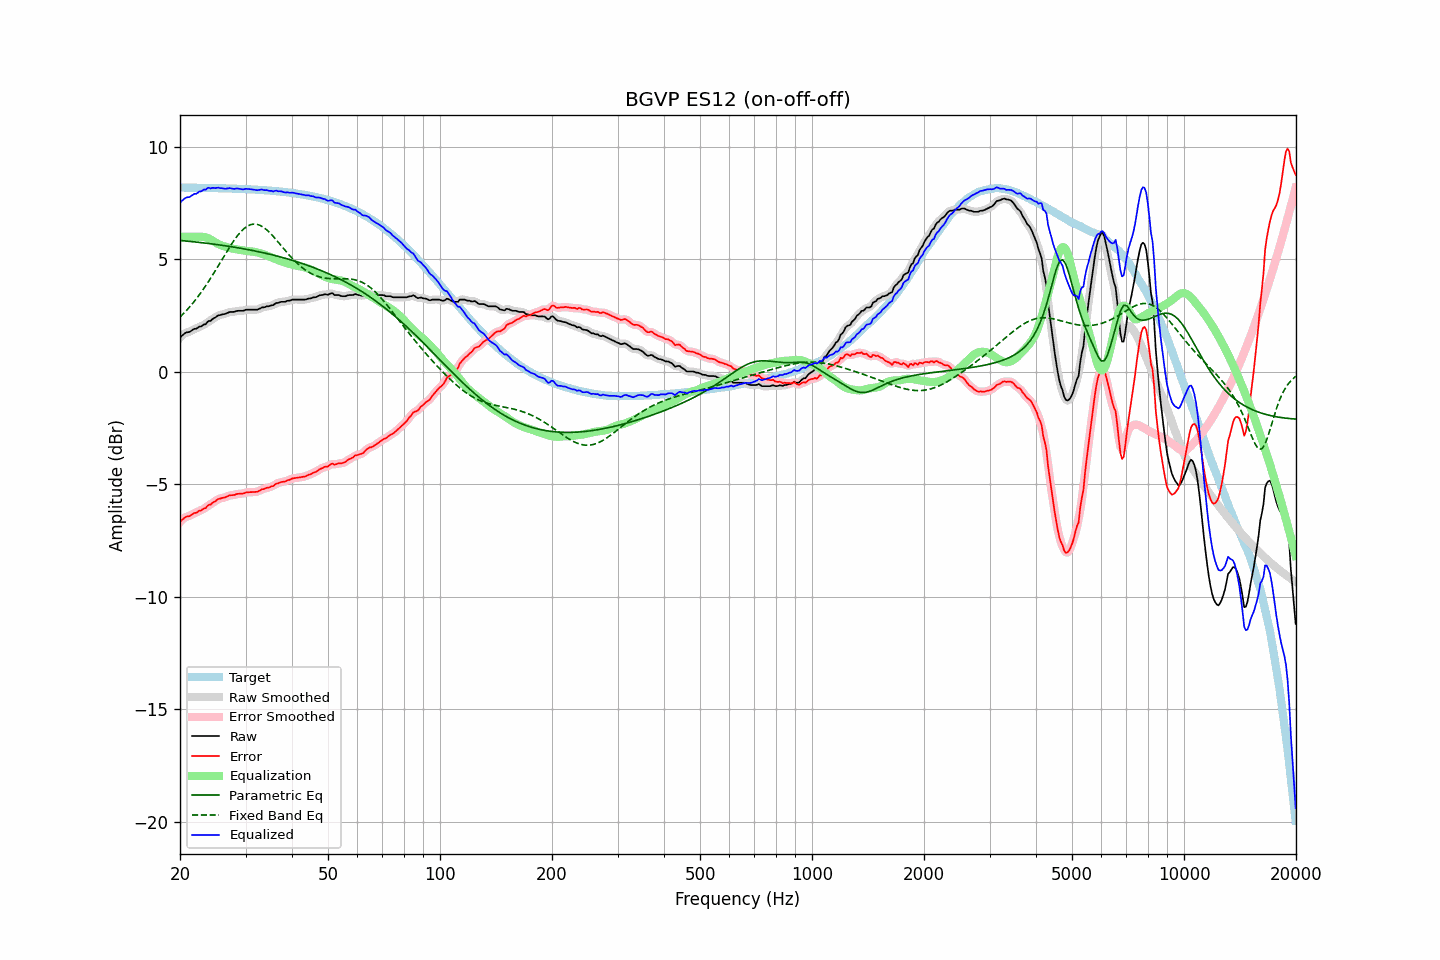 BGVP ES12 (on-off-off)
Amplitude (dBr)
10
5
0
−5
−10
−15
−20
Target
Raw Smoothed
Error Smoothed
Raw
Error
Equalization
Parametric Eq
Fixed Band Eq
Equalized
20
50
100
200
500
1000
2000
5000
10000
20000
Frequency (Hz)